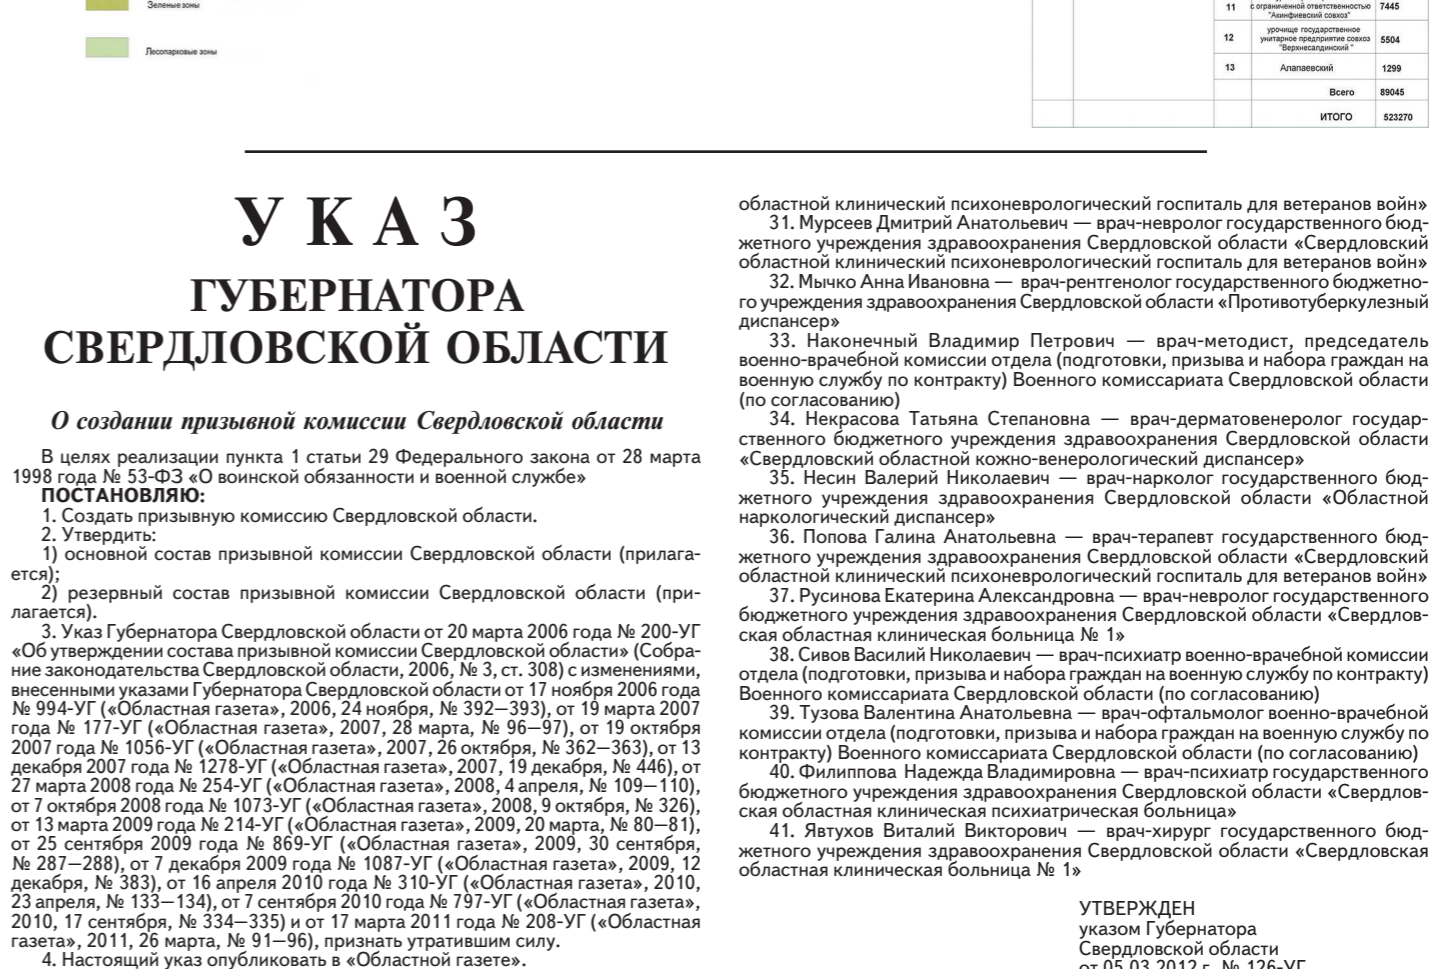 Зеленые зоны
Лесопарковые зоны
11 с ограниченной ответственностью 7445
"Акинфиевский совхоз"
урочище государственное
12 унитарное предприятие совхоз 5504
"Верхнесалдинский "
13 Алапаевский 1299
Всего 89045
ИТОГО 523270
УКАЗ
ГУБЕРНАТОРА
СВЕРДЛОВСКОЙ ОБЛАСТИ
О создании призывной комиссии Свердловской области
В целях реализации пункта 1 статьи 29 Федерального закона от 28 марта
1998 года № 53-ФЗ «О воинской обязанности и военной службе»
ПОСТАНОВЛЯЮ:
1. Создать призывную комиссию Свердловской области.
2. Утвердить:
1) основной состав призывной комиссии Свердловской области (прилага-
ется);
2) резервный состав призывной комиссии Свердловской области (при-
лагается).
3. Указ Губернатора Свердловской области от 20 марта 2006 года № 200-УГ
«Об утверждении состава призывной комиссии Свердловской области» (Собра-
ние законодательства Свердловской области, 2006, № 3, ст. 308) с изменениями,
внесенными указами Губернатора Свердловской области от 17 ноября 2006 года
№ 994-УГ («Областная газета», 2006, 24 ноября, № 392—393), от 19 марта 2007
года № 177-УГ («Областная газета», 2007, 28 марта, № 96—97), от 19 октября
2007 года № 1056-УГ («Областная газета», 2007, 26 октября, № 362—363), от 13
декабря 2007 года № 1278-УГ («Областная газета», 2007, 19 декабря, № 446), от
27 марта 2008 года № 254-УГ («Областная газета», 2008, 4 апреля, № 109—110),
от 7 октября 2008 года № 1073-УГ («Областная газета», 2008, 9 октября, № 326),
от 13 марта 2009 года № 214-УГ («Областная газета», 2009, 20 марта, № 80—81),
от 25 сентября 2009 года № 869-УГ («Областная газета», 2009, 30 сентября,
№ 287—288), от 7 декабря 2009 года № 1087-УГ («Областная газета», 2009, 12
декабря, № 383), от 16 апреля 2010 года № 310-УГ («Областная газета», 2010,
23 апреля, № 133—134), от 7 сентября 2010 года № 797-УГ («Областная газета»,
2010, 17 сентября, № 334—335) и от 17 марта 2011 года № 208-УГ («Областная
газета», 2011, 26 марта, № 91—96), признать утратившим силу.
4. Настоящий указ опубликовать в «Областной газете».
областной клинический психоневрологический госпиталь для ветеранов войн»
31. Мурсеев Дмитрий Анатольевич — врач-невролог государственного бюд-
жетного учреждения здравоохранения Свердловской области «Свердловский
областной клинический психоневрологический госпиталь для ветеранов войн»
32. Мычко Анна Ивановна — врач-рентгенолог государственного бюджетно-
го учреждения здравоохранения Свердловской области «Противотуберкулезный
диспансер»
33. Наконечный Владимир Петрович — врач-методист, председатель
военно-врачебной комиссии отдела (подготовки, призыва и набора граждан на
военную службу по контракту) Военного комиссариата Свердловской области
(по согласованию)
34. Некрасова Татьяна Степановна — врач-дерматовенеролог государ-
ственного бюджетного учреждения здравоохранения Свердловской области
«Свердловский областной кожно-венерологический диспансер»
35. Несин Валерий Николаевич — врач-нарколог государственного бюд-
жетного учреждения здравоохранения Свердловской области «Областной
наркологический диспансер»
36. Попова Галина Анатольевна — врач-терапевт государственного бюд-
жетного учреждения здравоохранения Свердловской области «Свердловский
областной клинический психоневрологический госпиталь для ветеранов войн»
37. Русинова Екатерина Александровна — врач-невролог государственного
бюджетного учреждения здравоохранения Свердловской области «Свердлов-
ская областная клиническая больница № 1»
38. Сивов Василий Николаевич — врач-психиатр военно-врачебной комиссии
отдела (подготовки, призыва и набора граждан на военную службу по контракту)
Военного комиссариата Свердловской области (по согласованию)
39. Тузова Валентина Анатольевна — врач-офтальмолог военно-врачебной
комиссии отдела (подготовки, призыва и набора граждан на военную службу по
контракту) Военного комиссариата Свердловской области (по согласованию)
40. Филиппова Надежда Владимировна — врач-психиатр государственного
бюджетного учреждения здравоохранения Свердловской области «Свердлов-
ская областная клиническая психиатрическая больница»
41. Явтухов Виталий Викторович — врач-хирург государственного бюд-
жетного учреждения здравоохранения Свердловской области «Свердловская
областная клиническая больница № 1»
УТВЕРЖДЕН
указом Губернатора
Свердловской области
от 05.03.2012 г. № 126-УГ